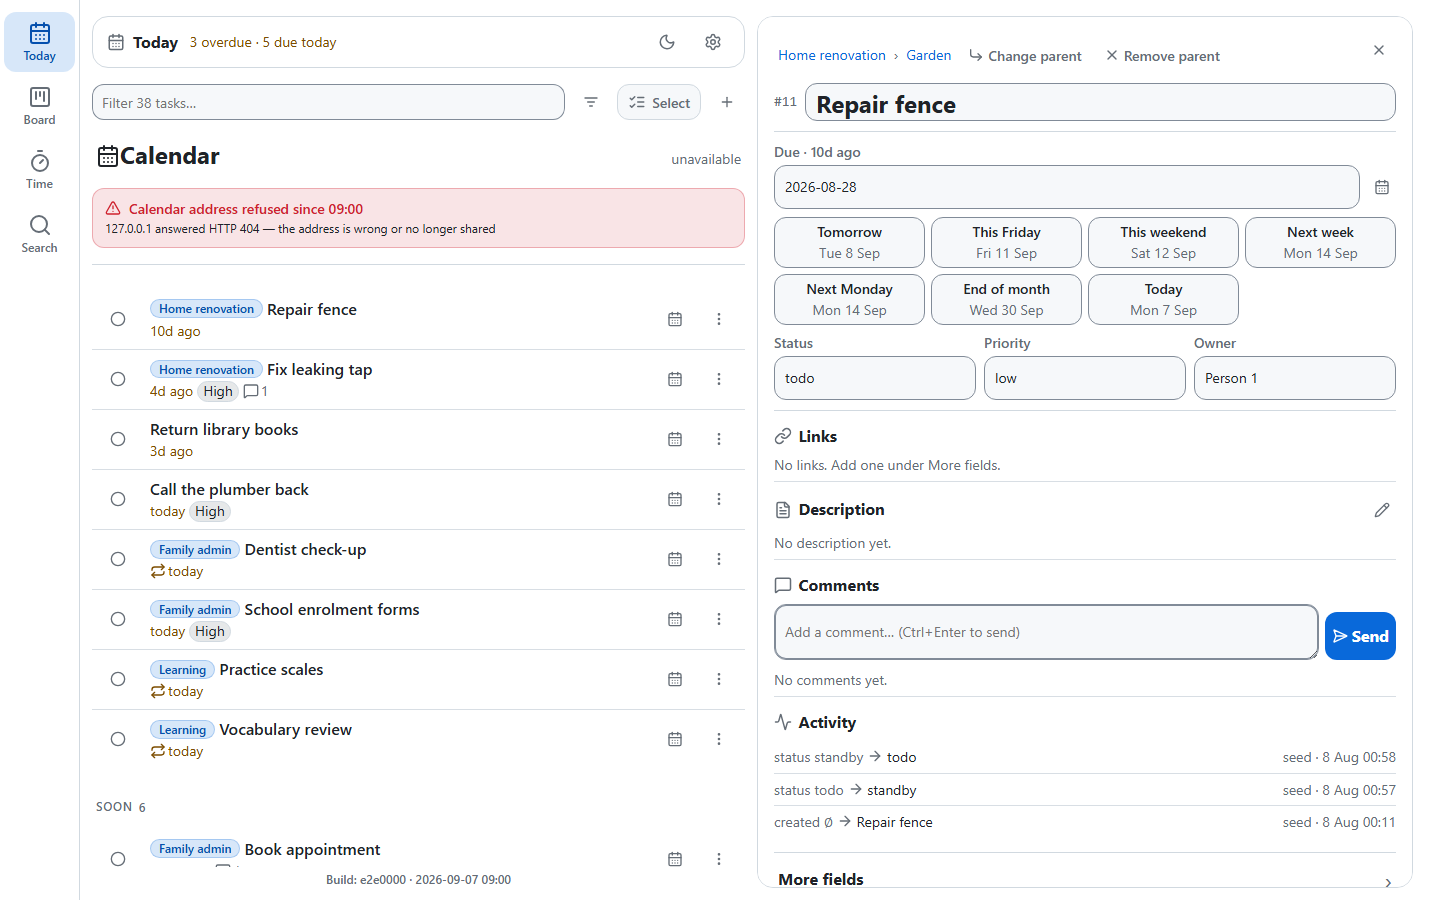 Today
Board
Time
Search
Today 3 overdue · 5 due today
Filter 38 tasks...
Select
Calendar
unavailable
Calendar address refused since 09:00
127.0.0.1 answered HTTP 404 — the address is wrong or no longer shared
Home renovation Repair fence
10d ago
Home renovation Fix leaking tap
4d ago High 1
Return library books
3d ago
Call the plumber back
today High
Family admin Dentist check-up
today
Family admin School enrolment forms
today High
Learning Practice scales
today
Learning Vocabulary review
today
SOON 6
Family admin Book appointment
Build: e2e0000 · 2026-09-07 09:00
Home renovation › Garden Change parent Remove parent
#11 Repair fence
Due · 10d ago
2026-08-28
Tomorrow
Tue 8 Sep
This Friday
Fri 11 Sep
This weekend
Sat 12 Sep
Next week
Mon 14 Sep
Next Monday
Mon 14 Sep
End of month
Wed 30 Sep
Today
Mon 7 Sep
Status
todo
Priority
low
Owner
Person 1
Links
No links. Add one under More fields.
Description
No description yet.
Comments
Add a comment... (Ctrl+Enter to send)
Send
No comments yet.
Activity
status standby → todo seed · 8 Aug 00:58
status todo → standby seed · 8 Aug 00:57
created Ø → Repair fence seed · 8 Aug 00:11
More fields